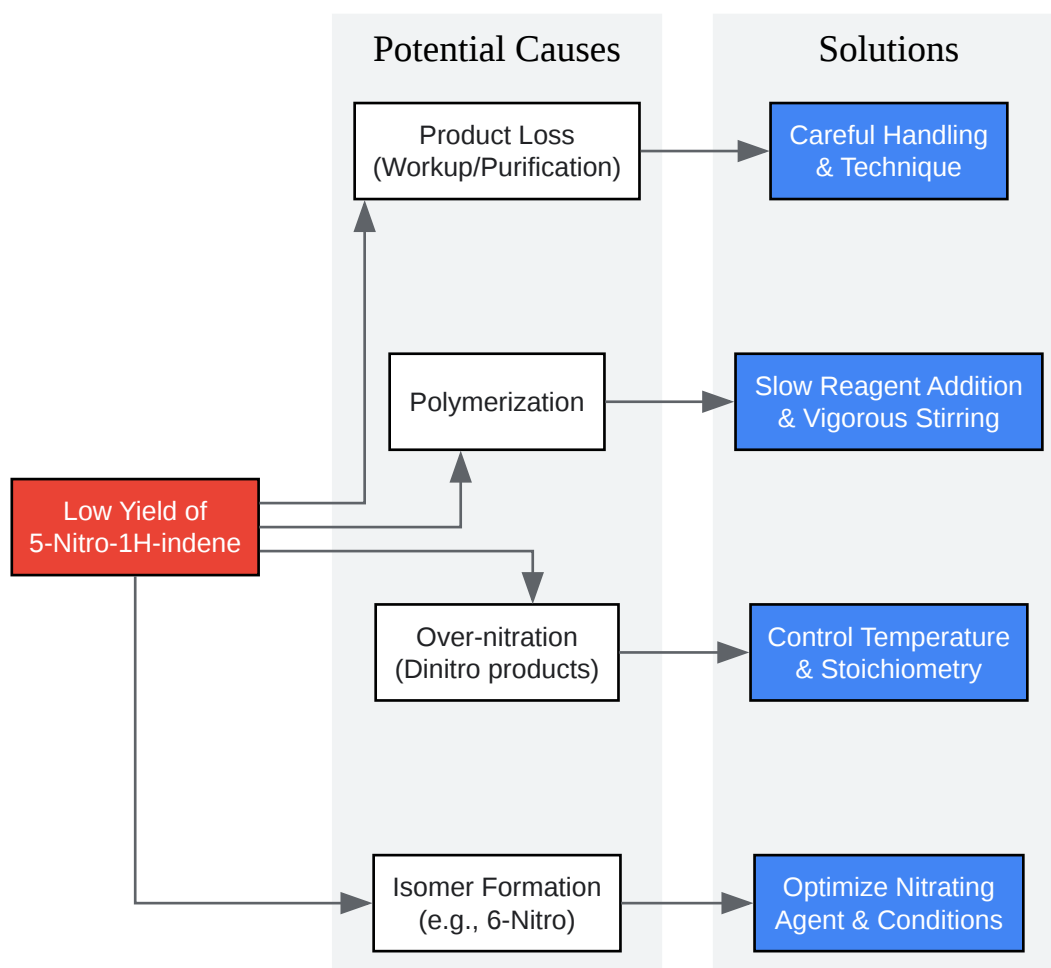 Potential Causes
Solutions
Product Loss
(Workup/Purification)
Careful Handling
& Technique
Polymerization
Slow Reagent Addition
& Vigorous Stirring
Low Yield of
5-Nitro-1H-indene
Over-nitration
(Dinitro products)
Control Temperature
& Stoichiometry
Isomer Formation
(e.g., 6-Nitro)
Optimize Nitrating
Agent & Conditions